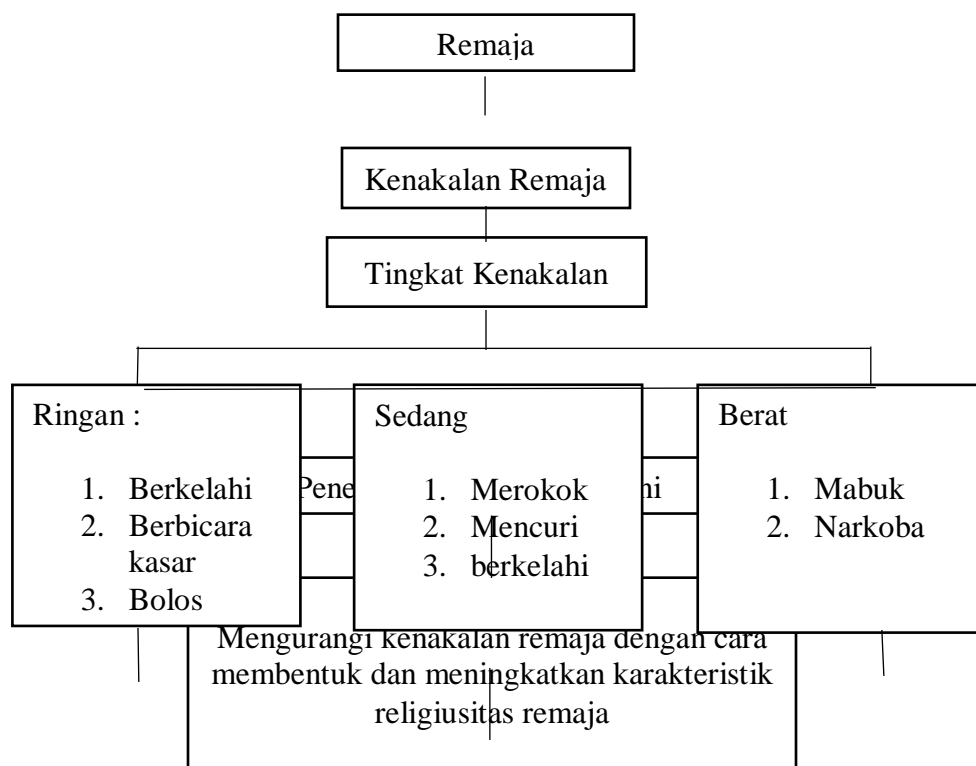 Remaja
Kenakalan Remaja
Tingkat Kenakalan
Ringan :
1. Berkelahi
2. Berbicara
kasar
3. Bolos
Sedang
1. Merokok
2. Mencuri
3. berkelahi
Berat
1. Mabuk
2. Narkoba
Mengurangi kenakalan remaja dengan cara
membentuk dan meningkatkan karakteristik
religiusitas remaja